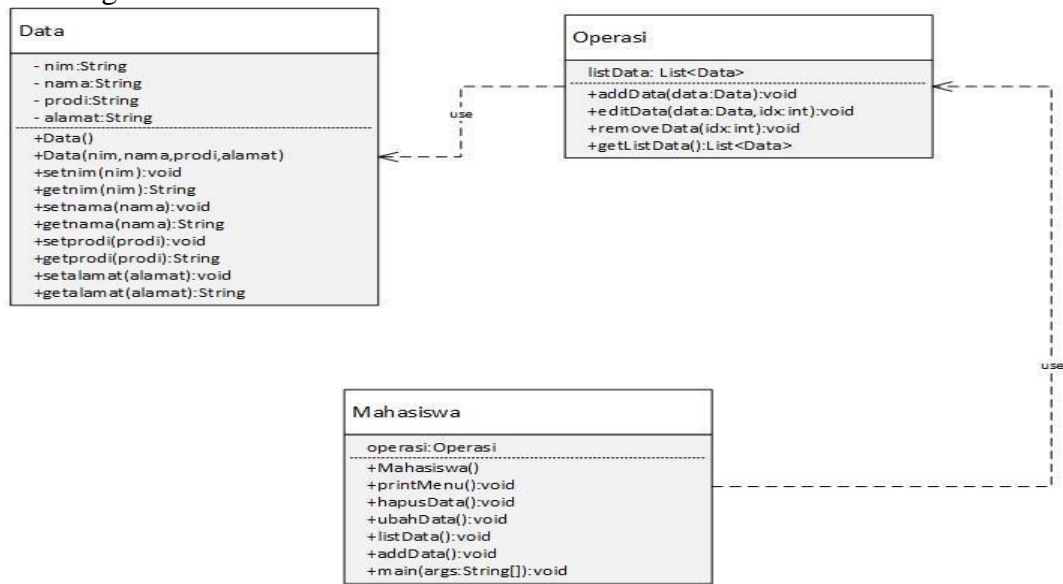 Data
- nim:String
- nama:String
- prodi:String
- alamat:String
+Data()
+Data(nim,nama,prodi,alamat)
+setnim(nim):void
+getnim(nim):String
+setnama(nama):void
+getnama(nama):String
+setprodi(prodi):void
+getprodi(prodi):String
+setalamat(alamat):void
+getalamat(alamat):String
use
Operasi
listData: List<Data>
+addData(data:Data):void
+editData(data:Data,idx:int):void
+removeData(idx:int):void
+getListData():List<Data>
use
Mahasiswa
operasi:Operasi
+Mahasiswa()
+printMenu():void
+hapusData():void
+ubahData():void
+listData():void
+addData():void
+main(args:String[]):void